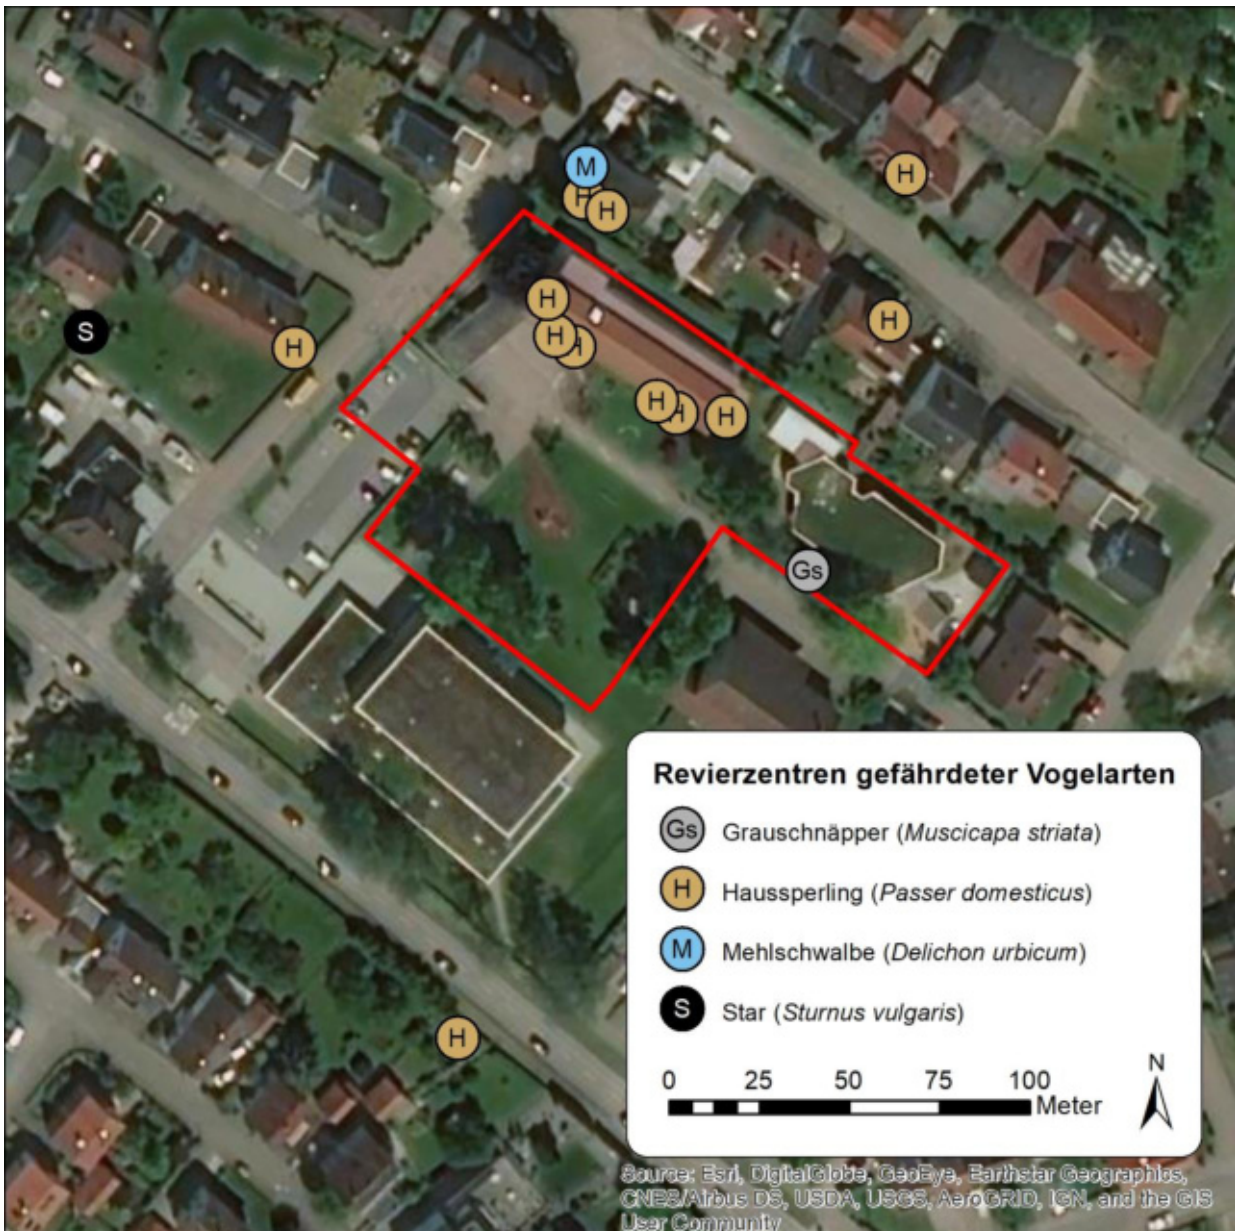 M
H
H
H
H
H
S
H
H
H
H
H
H
H
Gs
Revierzentren gefährdeter Vogelarten
Gs Grauschnäpper (Muscicapa striata)
H Haussperling (Passer domesticus)
M Mehlschwalbe (Delichon urbicum)
S Star (Sturnus vulgaris)
H
N
0 25 50 75 100
Meter
Source: Esri, DigitalGlobe, GeoEye, Earthstar Geographics,
CNES/Airbus DS, USDA, USGS, AeroGRID, IGN, and the GIS
User Community